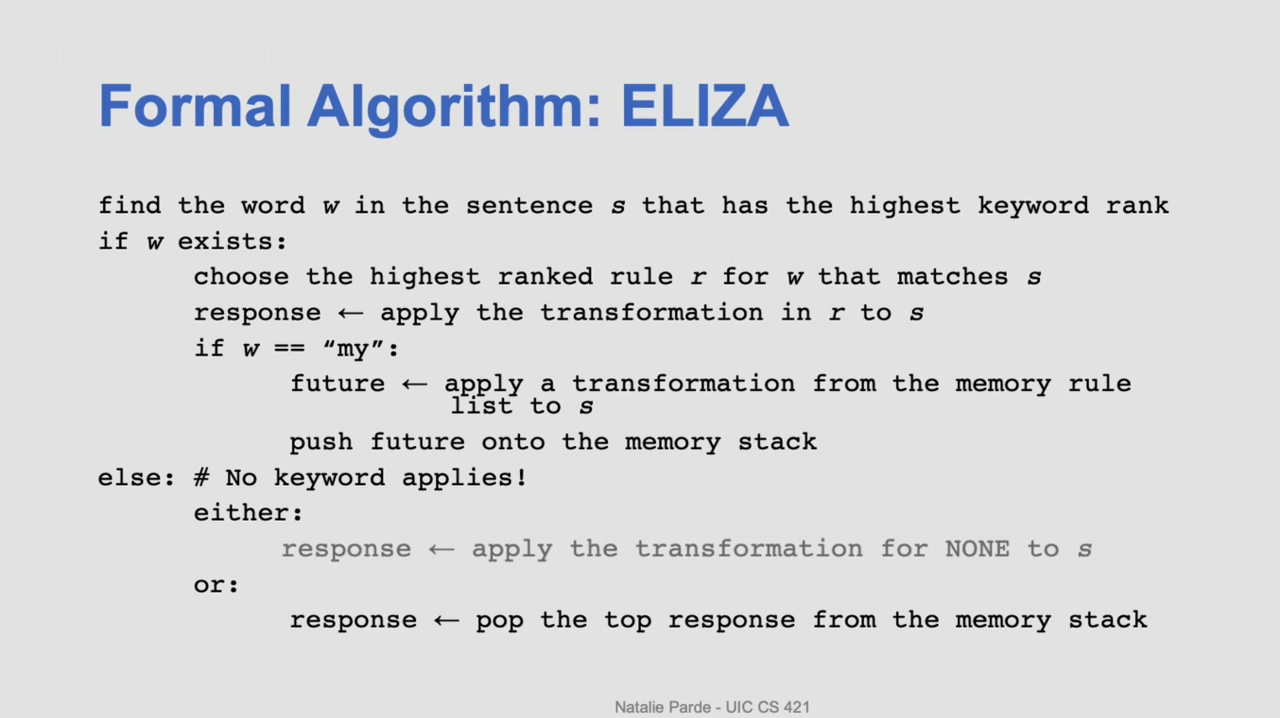 Formal Algorithm: ELIZA
find the word w in the sentence s that has the highest keyword rank
if w exists:
choose the highest ranked rule r for w that matches s
response ← apply the transformation in r to s
if w == “my”:
future ← apply a transformation from the memory rule
list to s
push future onto the memory stack
else: # No keyword applies!
either:
response ← apply the transformation for NONE to s
or:
response ← pop the top response from the memory stack
Natalie Parde - UIC CS 421